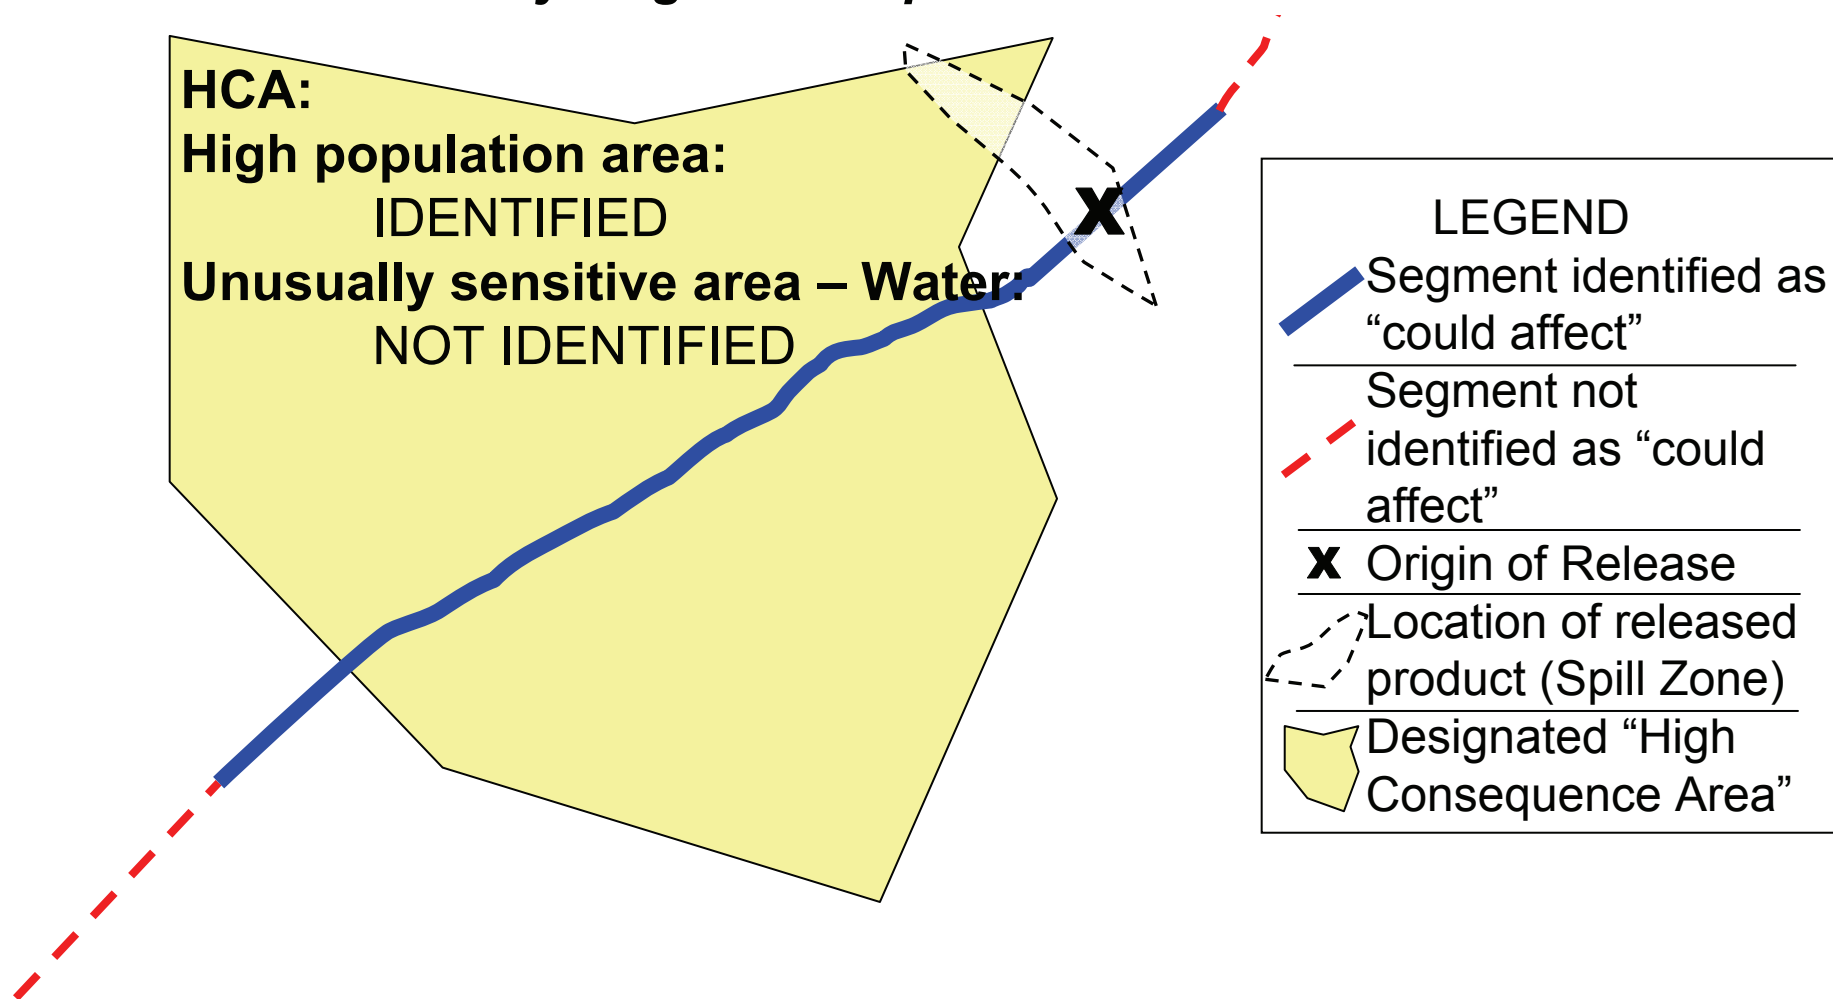 HCA:
High population area:
IDENTIFIED
Unusually sensitive area – Water:
NOT IDENTIFIED
LEGEND
Segment identified as
“could affect”
Segment not
identified as “could
affect”
X Origin of Release
Location of released
product (Spill Zone)
Designated “High
Consequence Area”
X